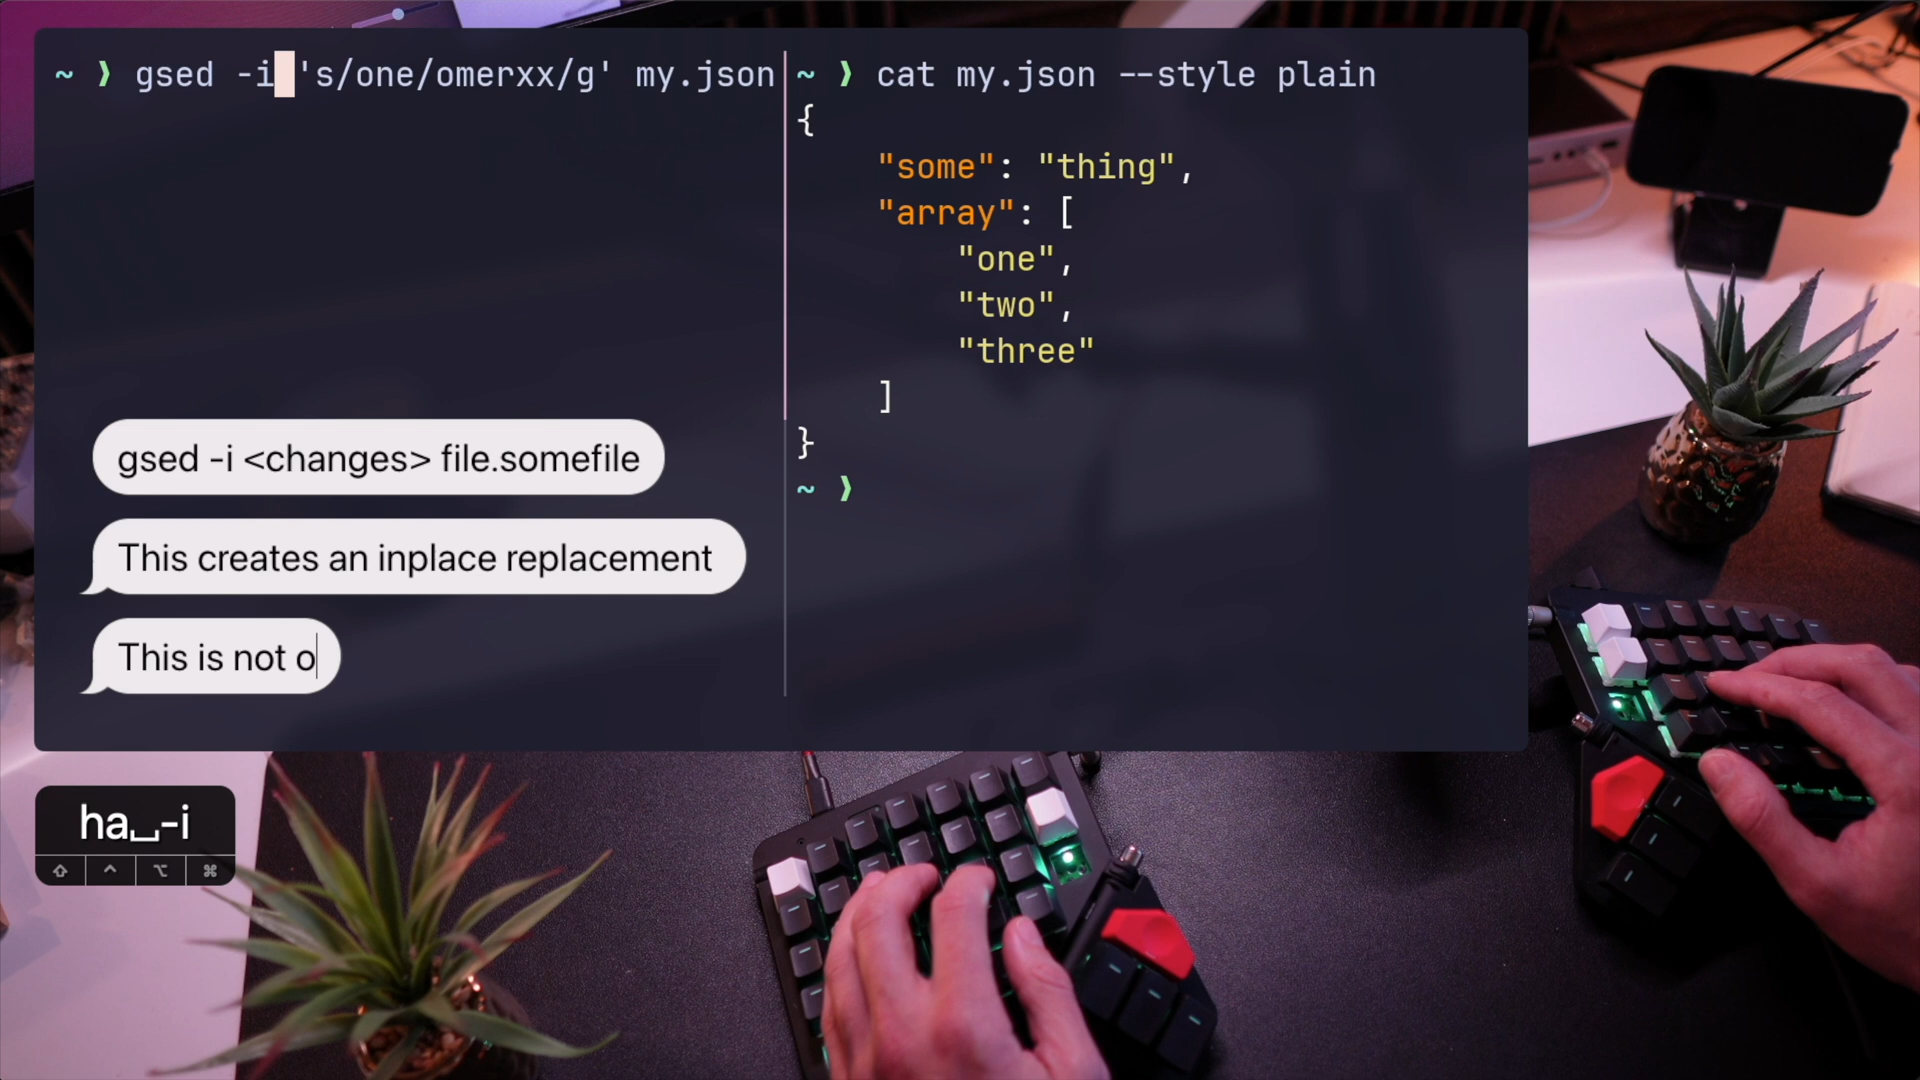 ~ ❯ gsed -i 's/one/omerxx/g' my.json
~ ❯ cat my.json --style plain
{
"some": "thing",
"array": [
"one",
"two",
"three"
]
}
~ ❯
gsed -i <changes> file.somefile
This creates an inplace replacement
This is not o
ha␣-i
⇧ ^ ⌥ ⌘